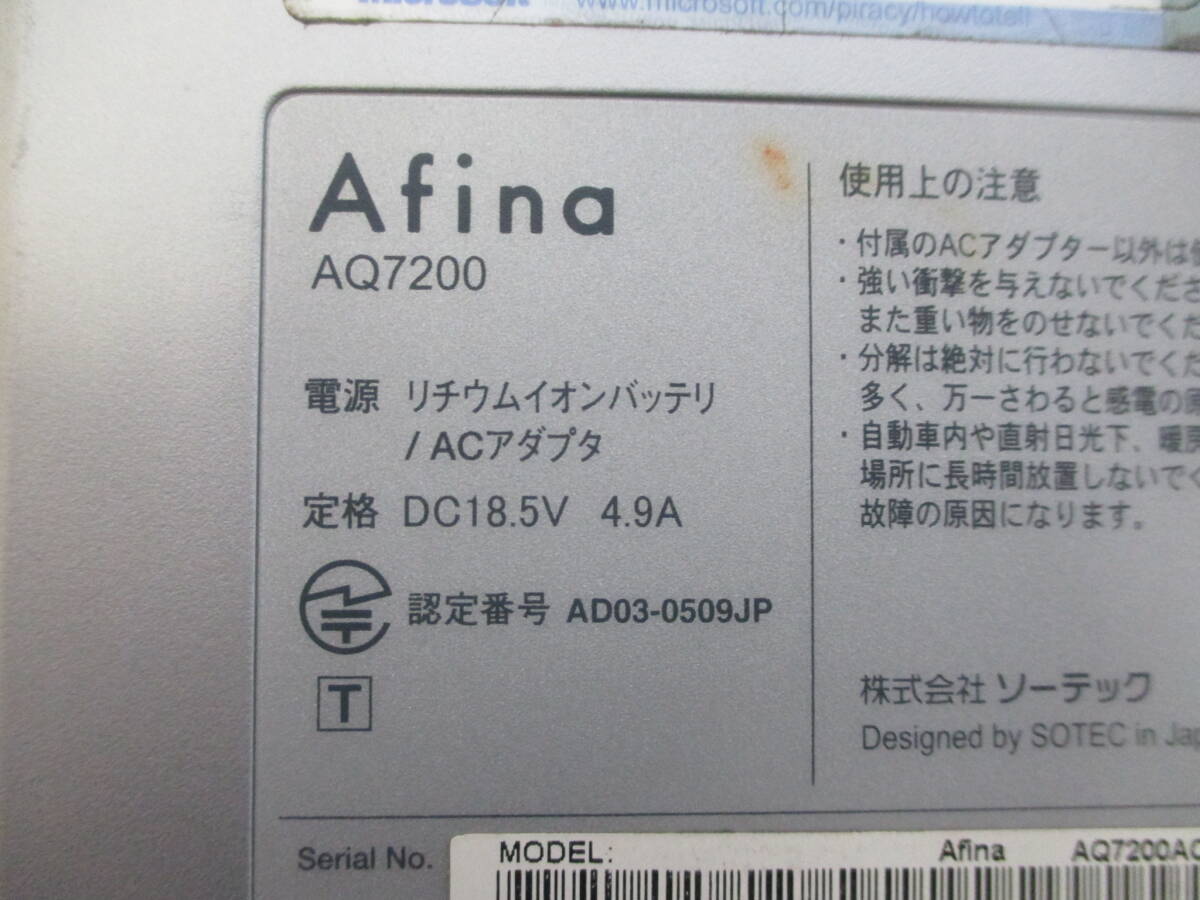 Microsoft www.microsoft.com/piracy/howtotell
Afina
AQ7200
電源 リチウムイオンバッテリ
/ ACアダプタ
定格 DC18.5V 4.9A
認定番号 AD03-0509JP
T
使用上の注意
・付属のACアダプター以外は
・強い衝撃を与えないでくださ
また重い物をのせないでくだ
・分解は絶対に行わないでくだ
多く、万一さわると感電の
・自動車内や直射日光下、暖房
場所に長時間放置しないでく
故障の原因になります。
株式会社 ソーテック
Designed by SOTEC in Jap
Serial No.
MODEL: Afina AQ7200AC